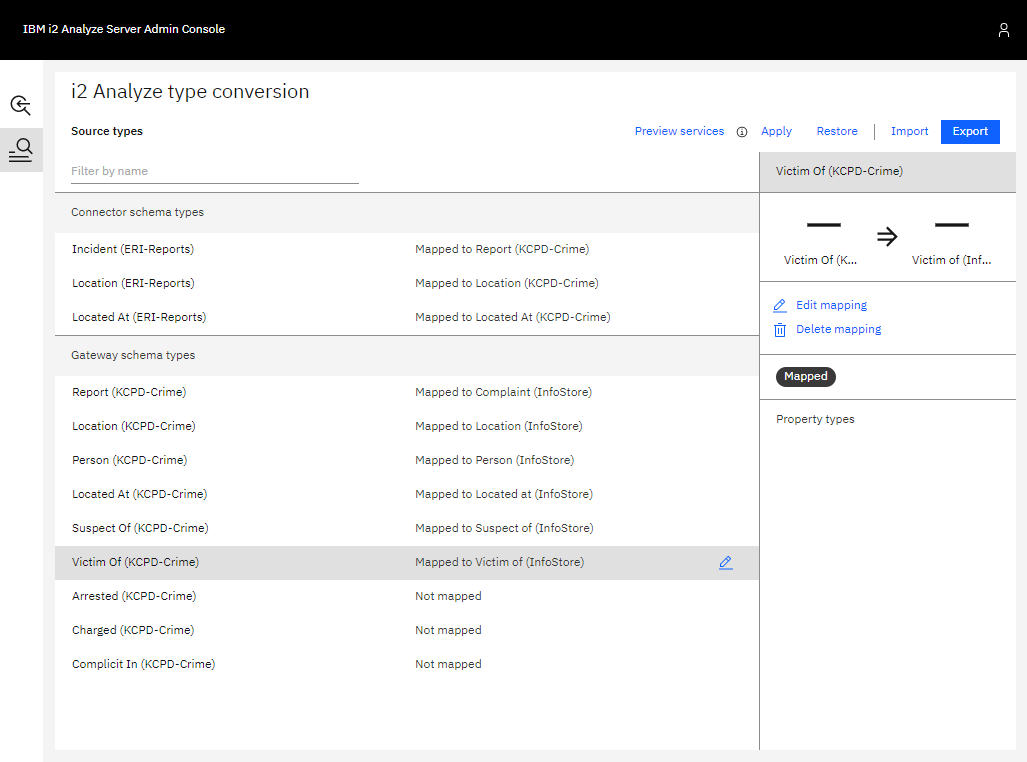 IBM i2 Analyze Server Admin Console
i2 Analyze type conversion
Source types
Preview services Apply Restore Import Export
Filter by name
Connector schema types
Incident (ERI-Reports) Mapped to Report (KCPD-Crime)
Location (ERI-Reports) Mapped to Location (KCPD-Crime)
Located At (ERI-Reports) Mapped to Located At (KCPD-Crime)
Gateway schema types
Report (KCPD-Crime) Mapped to Complaint (InfoStore)
Location (KCPD-Crime) Mapped to Location (InfoStore)
Person (KCPD-Crime) Mapped to Person (InfoStore)
Located At (KCPD-Crime) Mapped to Located at (InfoStore)
Suspect Of (KCPD-Crime) Mapped to Suspect of (InfoStore)
Victim Of (KCPD-Crime) Mapped to Victim of (InfoStore)
Arrested (KCPD-Crime) Not mapped
Charged (KCPD-Crime) Not mapped
Complicit In (KCPD-Crime) Not mapped
Victim Of (KCPD-Crime)
Victim Of (K... Victim of (Inf...
Edit mapping
Delete mapping
Mapped
Property types